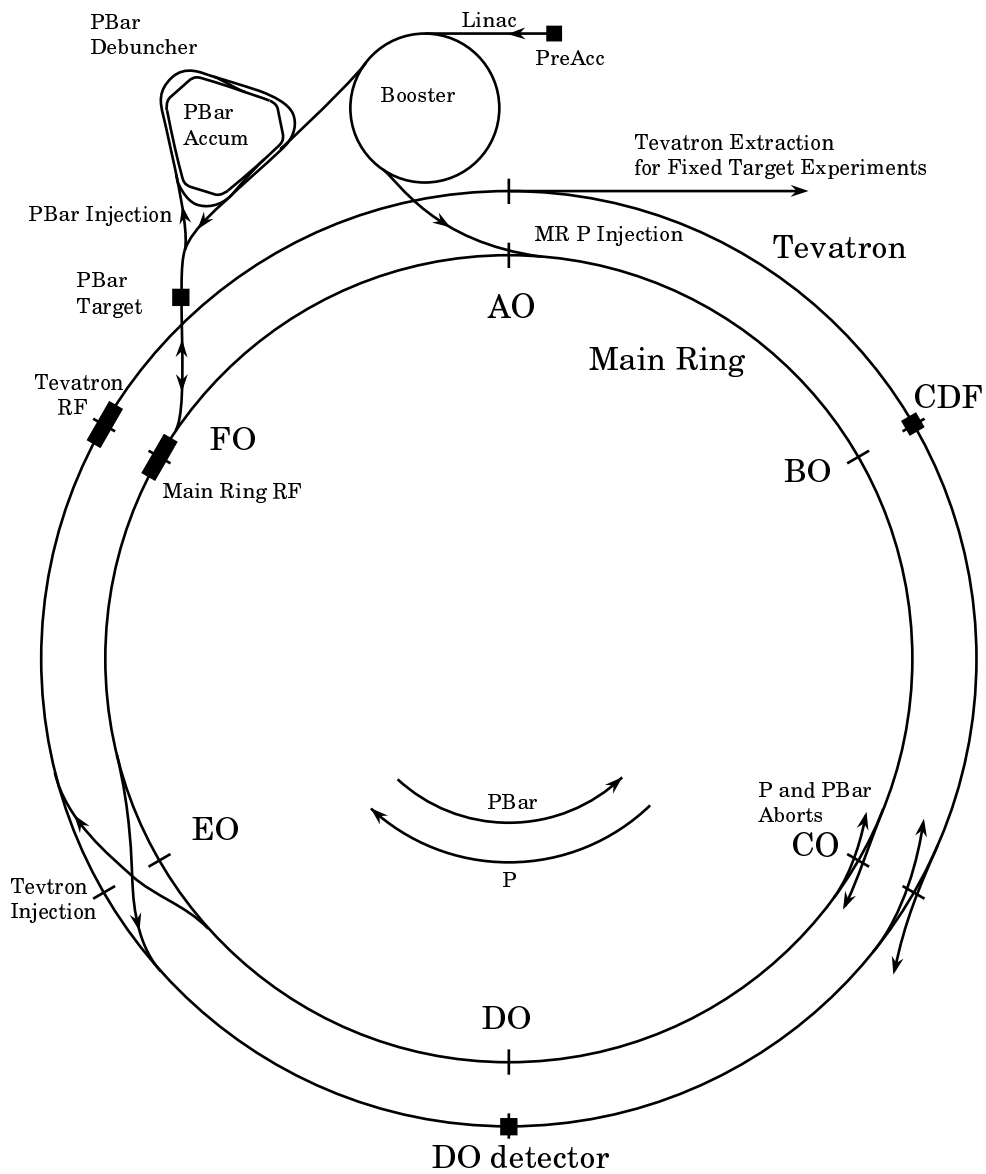 PBar
Debuncher
Linac
PreAcc
Booster
PBar
Accum
Tevatron Extraction
for Fixed Target Experiments
PBar Injection
MR P Injection
Tevatron
PBar
Target
AO
Main Ring
Tevatron
RF
CDF
FO
BO
Main Ring RF
P and PBar
Aborts
PBar
EO
CO
P
Tevtron
Injection
DO
DO detector